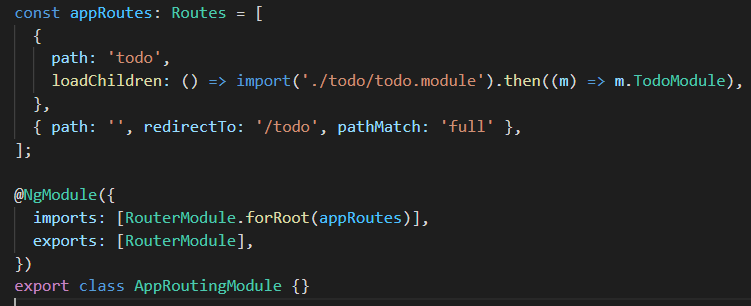 const appRoutes: Routes = [
  {
    path: 'todo',
    loadChildren: () => import('./todo/todo.module').then((m) => m.TodoModule),
  },
  { path: '', redirectTo: '/todo', pathMatch: 'full' },
];

@NgModule({
  imports: [RouterModule.forRoot(appRoutes)],
  exports: [RouterModule],
})
export class AppRoutingModule {}